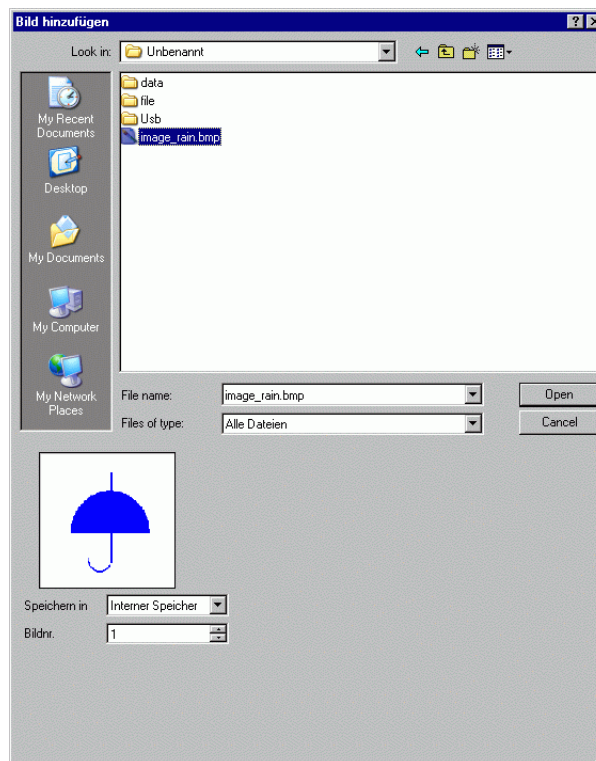 Bild hinzufügen
Look in: Unbenannt
My Recent
Documents
Desktop
My Documents
My Computer
My Network
Places
data
file
Usb
image_rain.bmp
File name: image_rain.bmp Open
Files of type: Alle Dateien Cancel
Speichern in Interner Speicher
Bildnr. 1